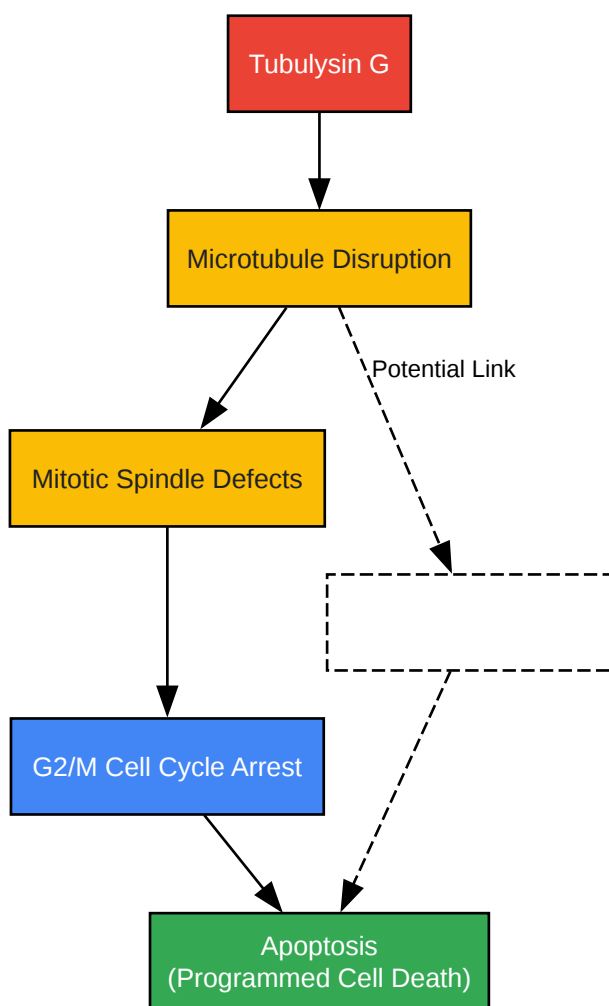 Tubulysin G
Microtubule Disruption
Potential Link
Mitotic Spindle Defects
G2/M Cell Cycle Arrest
Apoptosis
(Programmed Cell Death)